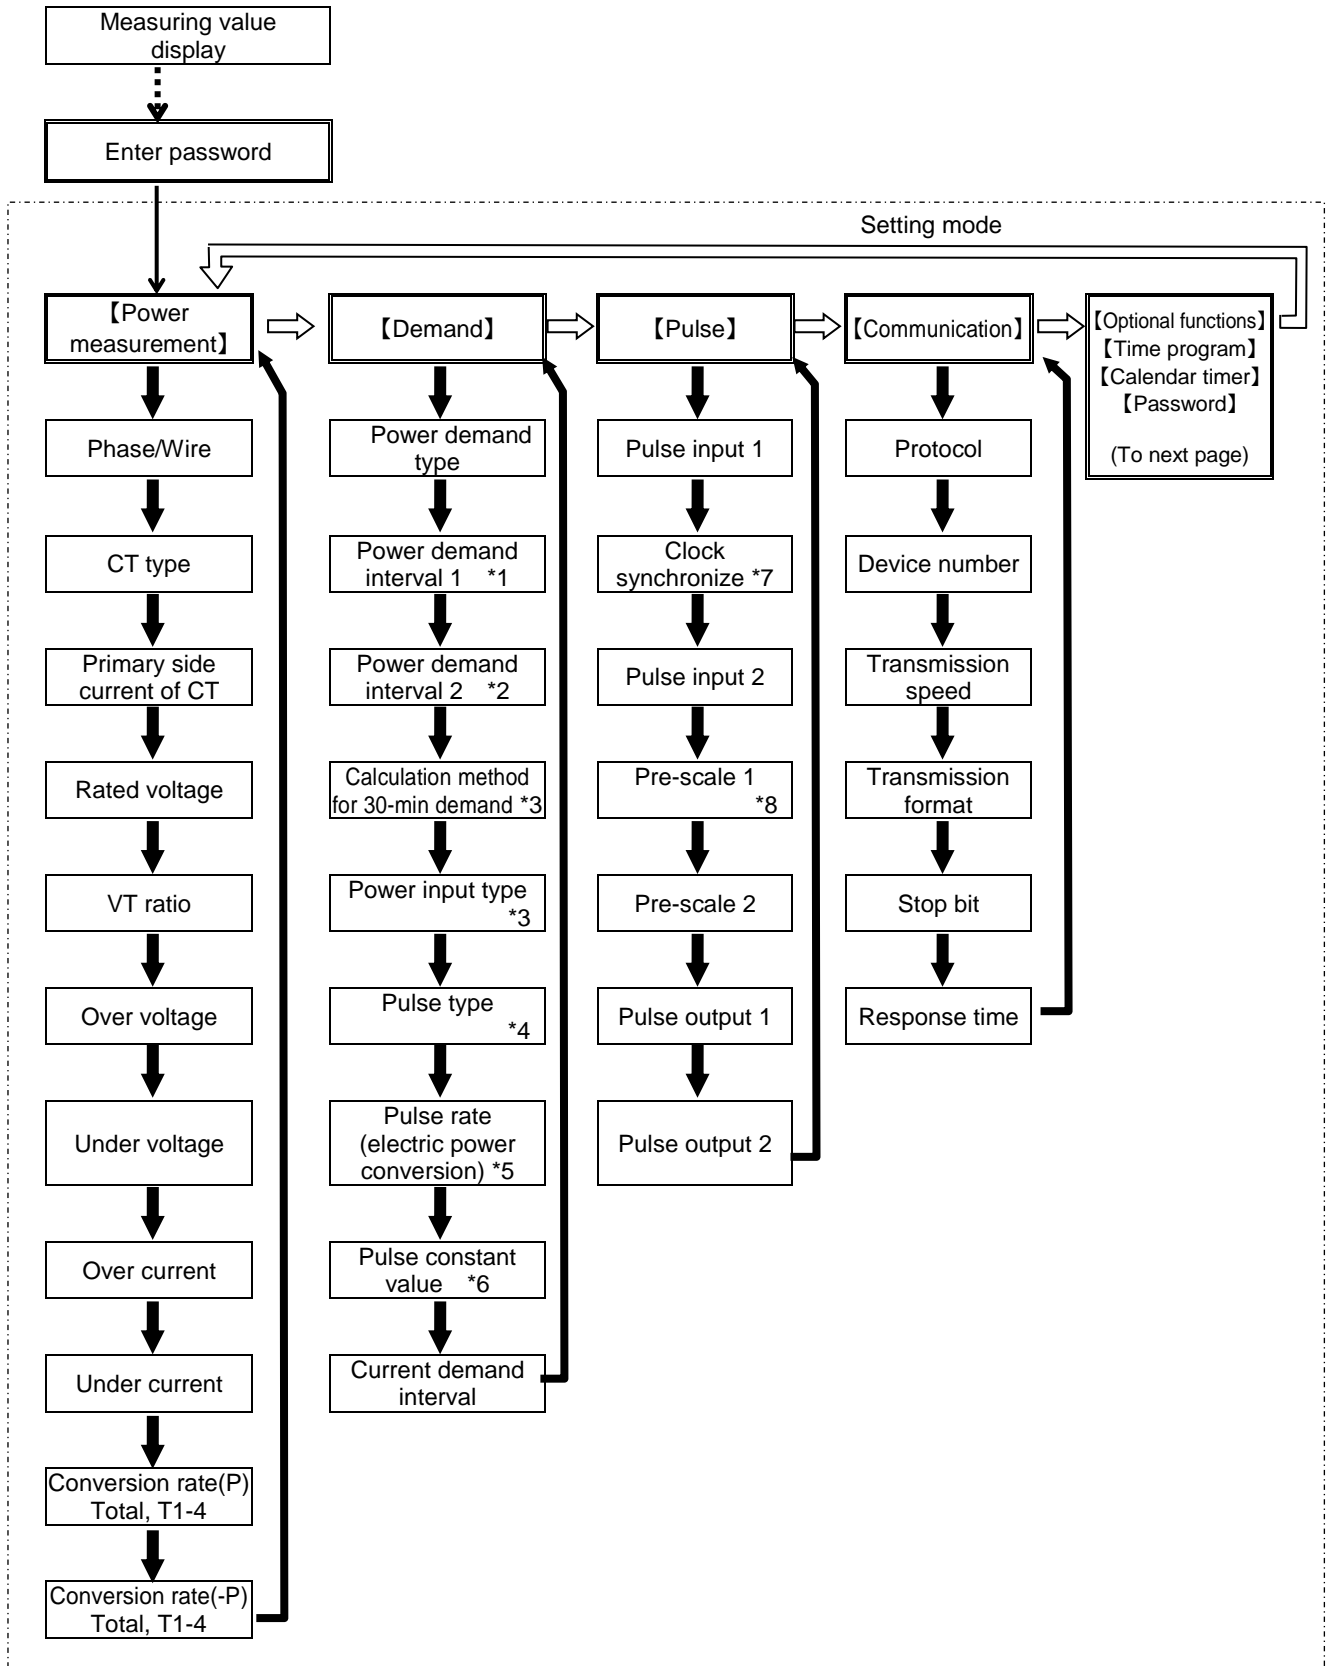 Measuring value
display
Enter password
Setting mode
【Power
measurement】
Phase/Wire
CT type
Primary side
current of CT
Rated voltage
VT ratio
Over voltage
Under voltage
Over current
Under current
Conversion rate(P)
Total, T1-4
Conversion rate(-P)
Total, T1-4
【Demand】
Power demand
type
Power demand
interval 1 *1
Power demand
interval 2 *2
Calculation method
for 30-min demand *3
Power input type
*3
Pulse type
*4
Pulse rate
(electric power
conversion) *5
Pulse constant
value *6
Current demand
interval
【Pulse】
Pulse input 1
Clock
synchronize *7
Pulse input 2
Pre-scale 1
*8
Pre-scale 2
Pulse output 1
Pulse output 2
【Communication】
Protocol
Device number
Transmission
speed
Transmission
format
Stop bit
Response time
【Optional functions】
【Time program】
【Calendar timer】
【Password】
(To next page)